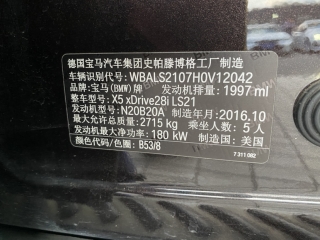 德国宝马汽车集团史帕滕博格工厂制造
车辆识别代号:WBALS2107H0V12042
品牌:宝马(BMW)牌 发动机排量:1997 ml
整车型号:X5 xDrive28i LS21
发动机型号:N20B20A 制造年月:2016.10
最大允许总质量:2715 kg 乘坐人数:5 人
发动机最大净功率:180 kW 制造国:美国
颜色代码/色圈:B53/8
7 311 062